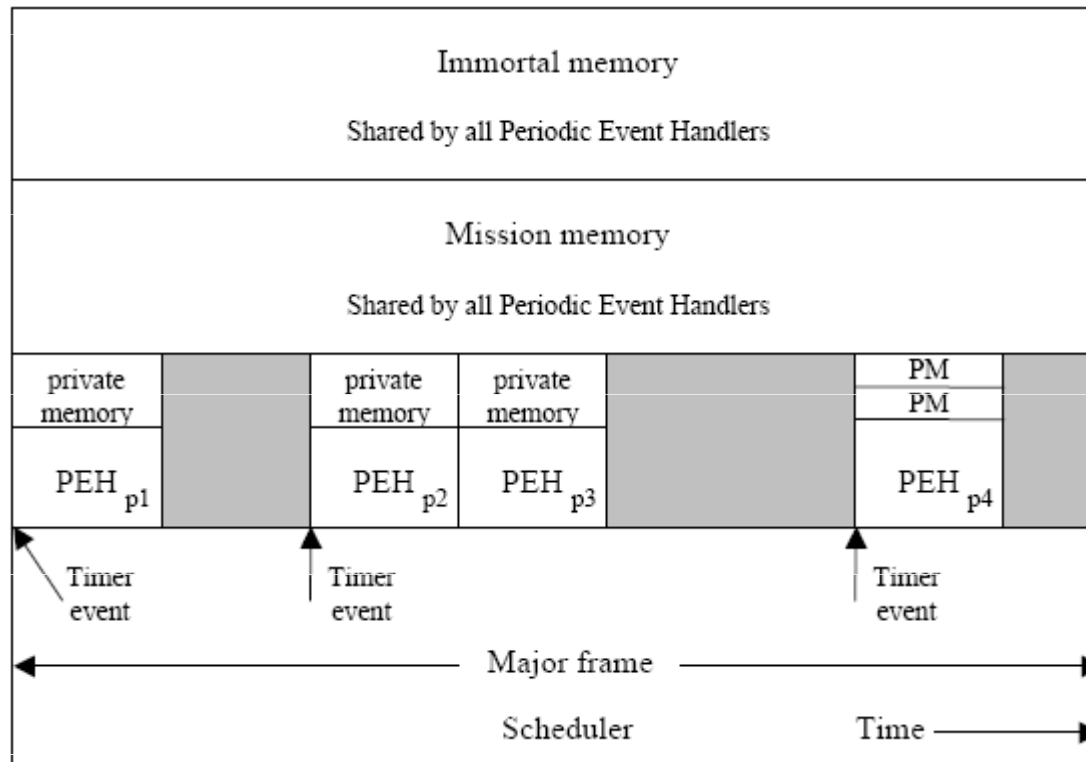 Immortal memory
Shared by all Periodic Event Handlers
Mission memory
Shared by all Periodic Event Handlers
private
memory
PEH p1
private
memory
PEH p2
private
memory
PEH p3
PM
PM
PEH p4
Timer
event
Timer
event
Timer
event
Major frame
Scheduler
Time